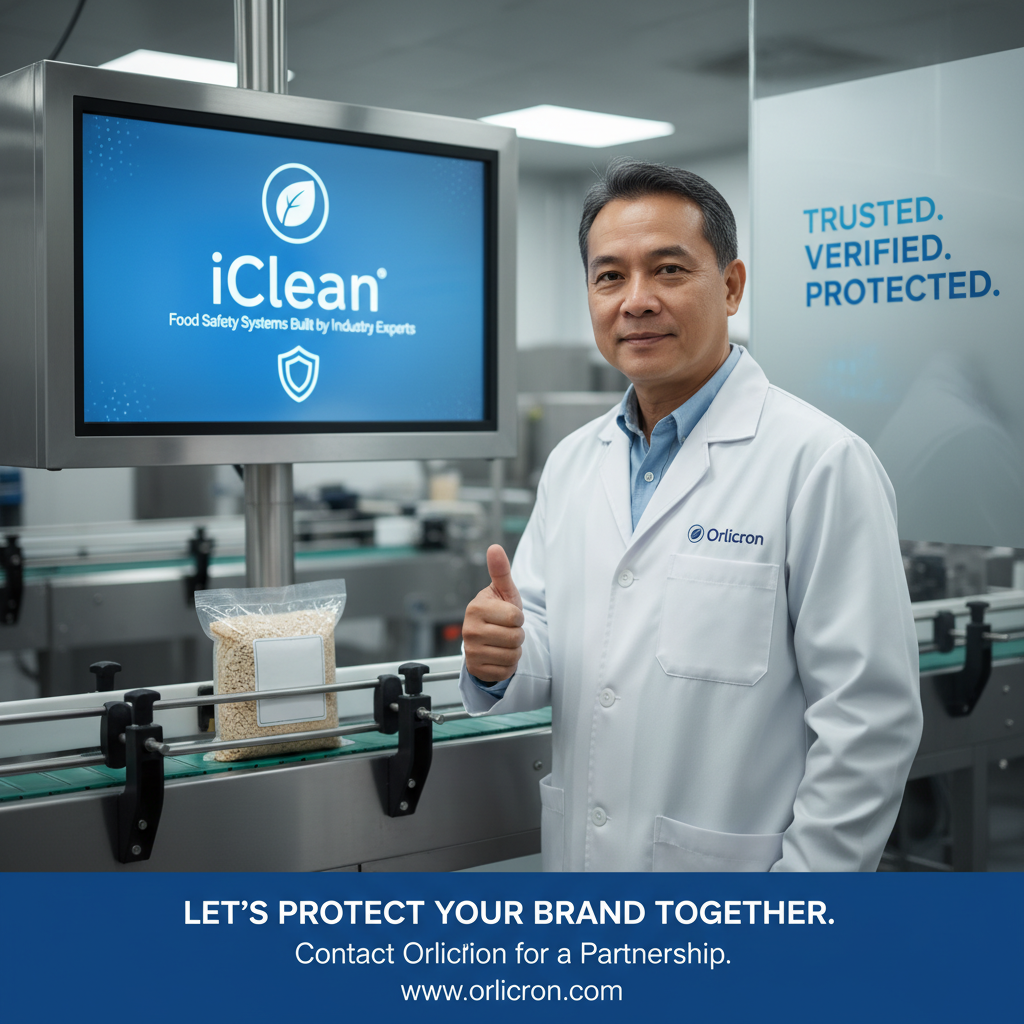 iClean®
Food Safety Systems Built by Industry Experts
TRUSTED.
VERIFIED.
PROTECTED.
Orlicron
LET'S PROTECT YOUR BRAND TOGETHER.
Contact for a Partnership.
www.orlicron.com